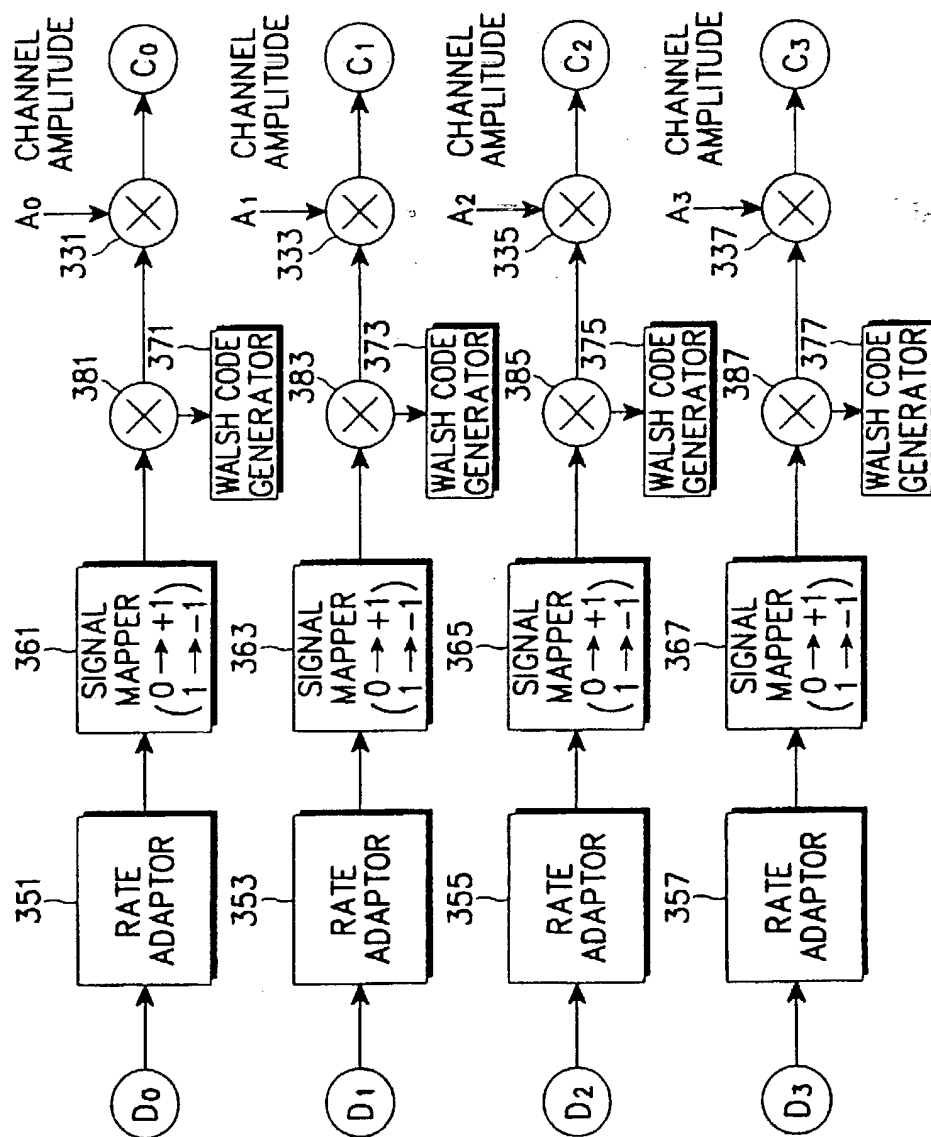 D0
351
RATE
ADAPTOR
361
SIGNAL
MAPPER
(0→+1)
(1→-1)
381
371
WALSH CODE
GENERATOR
331
A0
CHANNEL
AMPLITUDE
C0
D1
353
RATE
ADAPTOR
363
SIGNAL
MAPPER
(0→+1)
(1→-1)
383
373
WALSH CODE
GENERATOR
333
A1
CHANNEL
AMPLITUDE
C1
D2
355
RATE
ADAPTOR
365
SIGNAL
MAPPER
(0→+1)
(1→-1)
385
375
WALSH CODE
GENERATOR
335
A2
CHANNEL
AMPLITUDE
C2
D3
357
RATE
ADAPTOR
367
SIGNAL
MAPPER
(0→+1)
(1→-1)
387
377
WALSH CODE
GENERATOR
337
A3
CHANNEL
AMPLITUDE
C3